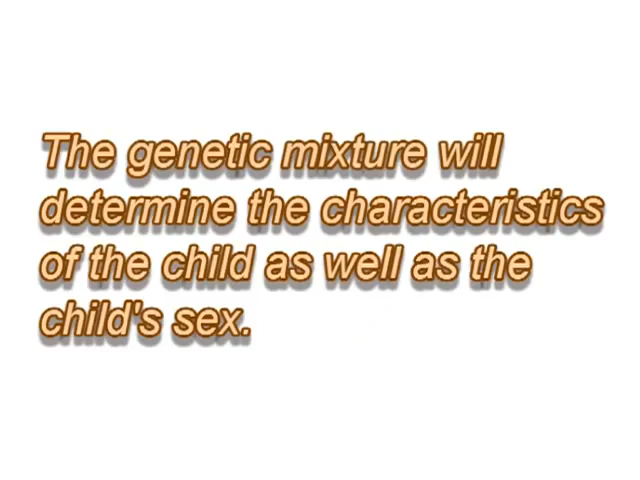 The genetic mixture will
determine the characteristics
of the child as well as the
child's sex.